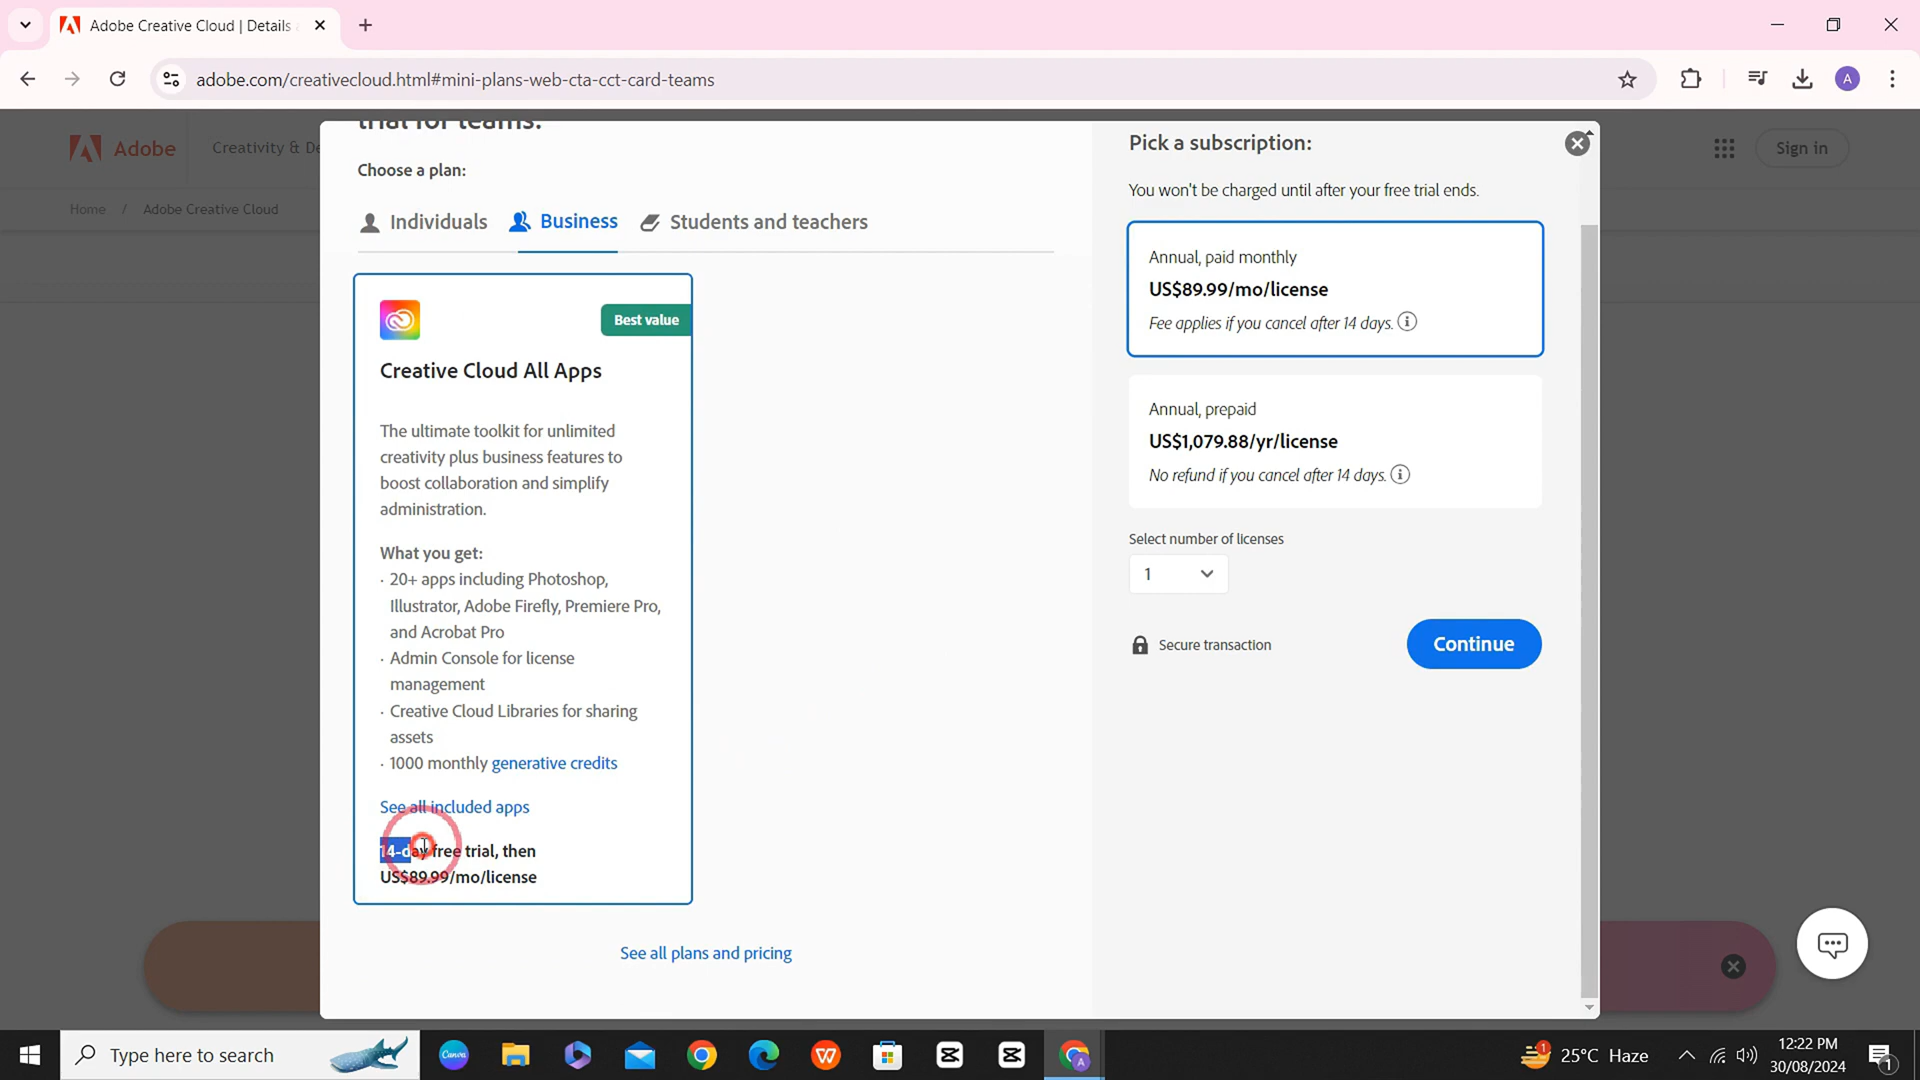 Adobe Creative Cloud | Details
adobe.com/creativecloud.html#mini-plans-web-cta-cct-card-teams
A
Adobe
Creativity & De
Sign in
Home / Adobe Creative Cloud
trial for teams:
Choose a plan:
Individuals
Business
Students and teachers
Best value
Creative Cloud All Apps
The ultimate toolkit for unlimited
creativity plus business features to
boost collaboration and simplify
administration.
What you get:
· 20+ apps including Photoshop,
Illustrator, Adobe Firefly, Premiere Pro,
and Acrobat Pro
· Admin Console for license
management
· Creative Cloud Libraries for sharing
assets
· 1000 monthly generative credits
See all included apps
14-day free trial, then
US$89.99/mo/license
See all plans and pricing
Pick a subscription:
You won't be charged until after your free trial ends.
Annual, paid monthly
US$89.99/mo/license
Fee applies if you cancel after 14 days.
Annual, prepaid
US$1,079.88/yr/license
No refund if you cancel after 14 days.
Select number of licenses
1
Secure transaction
Continue
Type here to search
Canva
W
A
1
25°C Haze
12:22 PM
30/08/2024
1